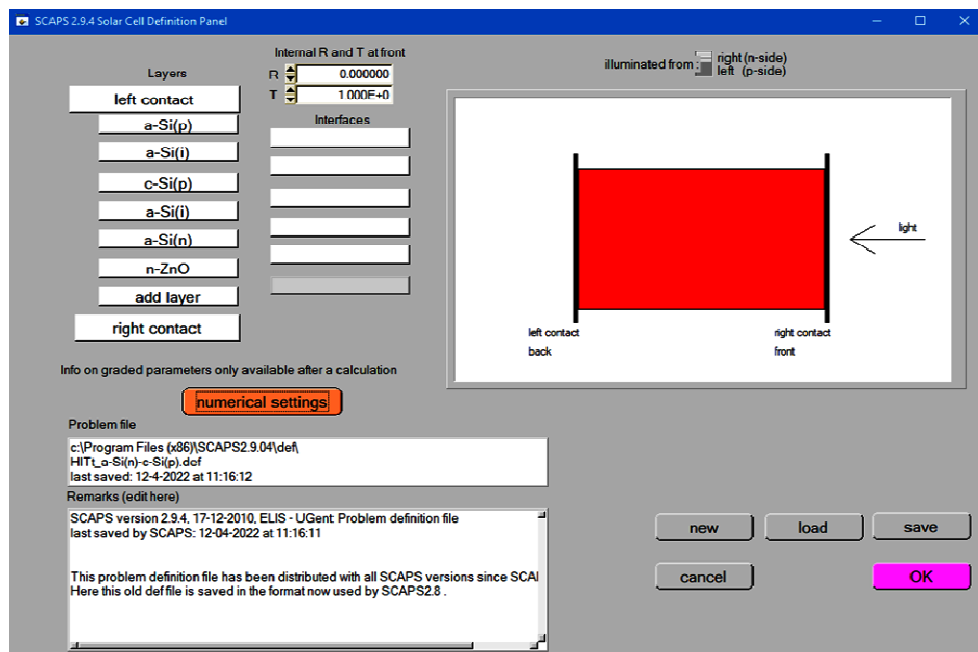 SCAPS 2.9.4 Solar Cell Definition Panel
Layers
left contact
a-Si(p)
a-Si(i)
c-Si(p)
a-Si(i)
a-Si(n)
n-ZnO
add layer
right contact
Internal R and T at front
R 0.000000
T 1.000E+0
Interfaces
illuminated from : right (n-side)
left (p-side)
light
left contact
back
right contact
front
Info on graded parameters only available after a calculation
numerical settings
Problem file
c:\Program Files (x86)\SCAPS2.9.04\def\
HITt_a-Si(n)-c-Si(p).def
last saved: 12-4-2022 at 11:16:12
Remarks (edit here)
SCAPS version 2.9.4, 17-12-2010, ELIS - UGent: Problem definition file
last saved by SCAPS: 12-04-2022 at 11:16:11
This problem definition file has been distributed with all SCAPS versions since SCAI
Here this old def file is saved in the format now used by SCAPS2.8 .
new
load
save
cancel
OK